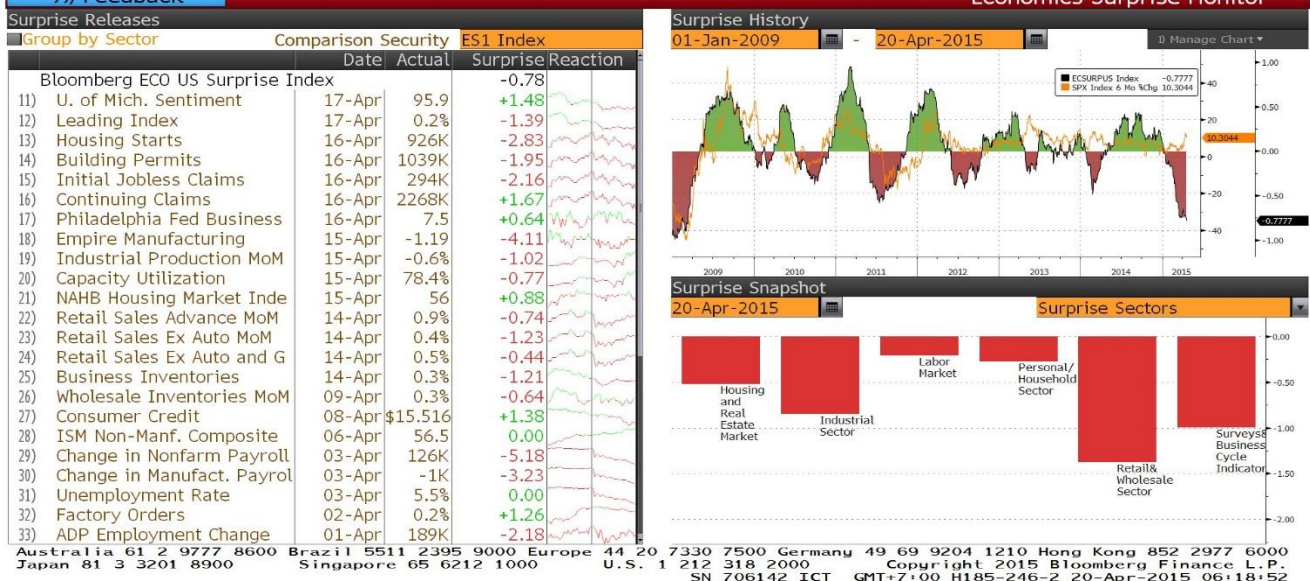 Feedback
Economics Surprise Monitor
Surprise Releases
Group by Sector Comparison Security ES1 Index
Date Actual Surprise Reaction
Bloomberg ECO US Surprise Index -0.78
11) U. of Mich. Sentiment 17-Apr 95.9 +1.48
12) Leading Index 17-Apr 0.2% -1.39
13) Housing Starts 16-Apr 926K -2.83
14) Building Permits 16-Apr 1039K -1.95
15) Initial Jobless Claims 16-Apr 294K -2.16
16) Continuing Claims 16-Apr 2268K +1.67
17) Philadelphia Fed Business 16-Apr 7.5 +0.64
18) Empire Manufacturing 15-Apr -1.19 -4.11
19) Industrial Production MoM 15-Apr -0.6% -1.02
20) Capacity Utilization 15-Apr 78.4% -0.77
21) NAHB Housing Market Inde 15-Apr 56 +0.88
22) Retail Sales Advance MoM 14-Apr 0.9% -0.74
23) Retail Sales Ex Auto MoM 14-Apr 0.4% -1.23
24) Retail Sales Ex Auto and G 14-Apr 0.5% -0.44
25) Business Inventories 14-Apr 0.3% -1.21
26) Wholesale Inventories MoM 09-Apr 0.3% -0.64
27) Consumer Credit 08-Apr $15.516 +1.38
28) ISM Non-Manf. Composite 06-Apr 56.5 0.00
29) Change in Nonfarm Payroll 03-Apr 126K -5.18
30) Change in Manufact. Payrol 03-Apr -1K -3.23
31) Unemployment Rate 03-Apr 5.5% 0.00
32) Factory Orders 02-Apr 0.2% +1.26
33) ADP Employment Change 01-Apr 189K -2.18
Surprise History
01-Jan-2009 - 20-Apr-2015 1) Manage Chart
ECSURPUS Index -0.7777
SPX Index 6 Mo %Chg 10.3044
40
20
10.3044
0
-20
-40
1.00
0.50
0.00
-0.50
-0.7777
-1.00
2009 2010 2011 2012 2013 2014 2015
Surprise Snapshot
20-Apr-2015 Surprise Sectors
Housing
and
Real
Estate
Market
Industrial
Sector
Labor
Market
Personal/
Household
Sector
Retail&
Wholesale
Sector
Surveys&
Business
Cycle
Indicator
0.00
-0.50
-1.00
-1.50
-2.00
Australia 61 2 9777 8600 Brazil 5511 2395 9000 Europe 44 20 7330 7500 Germany 49 69 9204 1210 Hong Kong 852 2977 6000
Japan 81 3 3201 8900 Singapore 65 6212 1000 U.S. 1 212 318 2000 Copyright 2015 Bloomberg Finance L.P.
SN 706142 ICT GMT+7:00 H185-246-2 20-Apr-2015 06:18:52